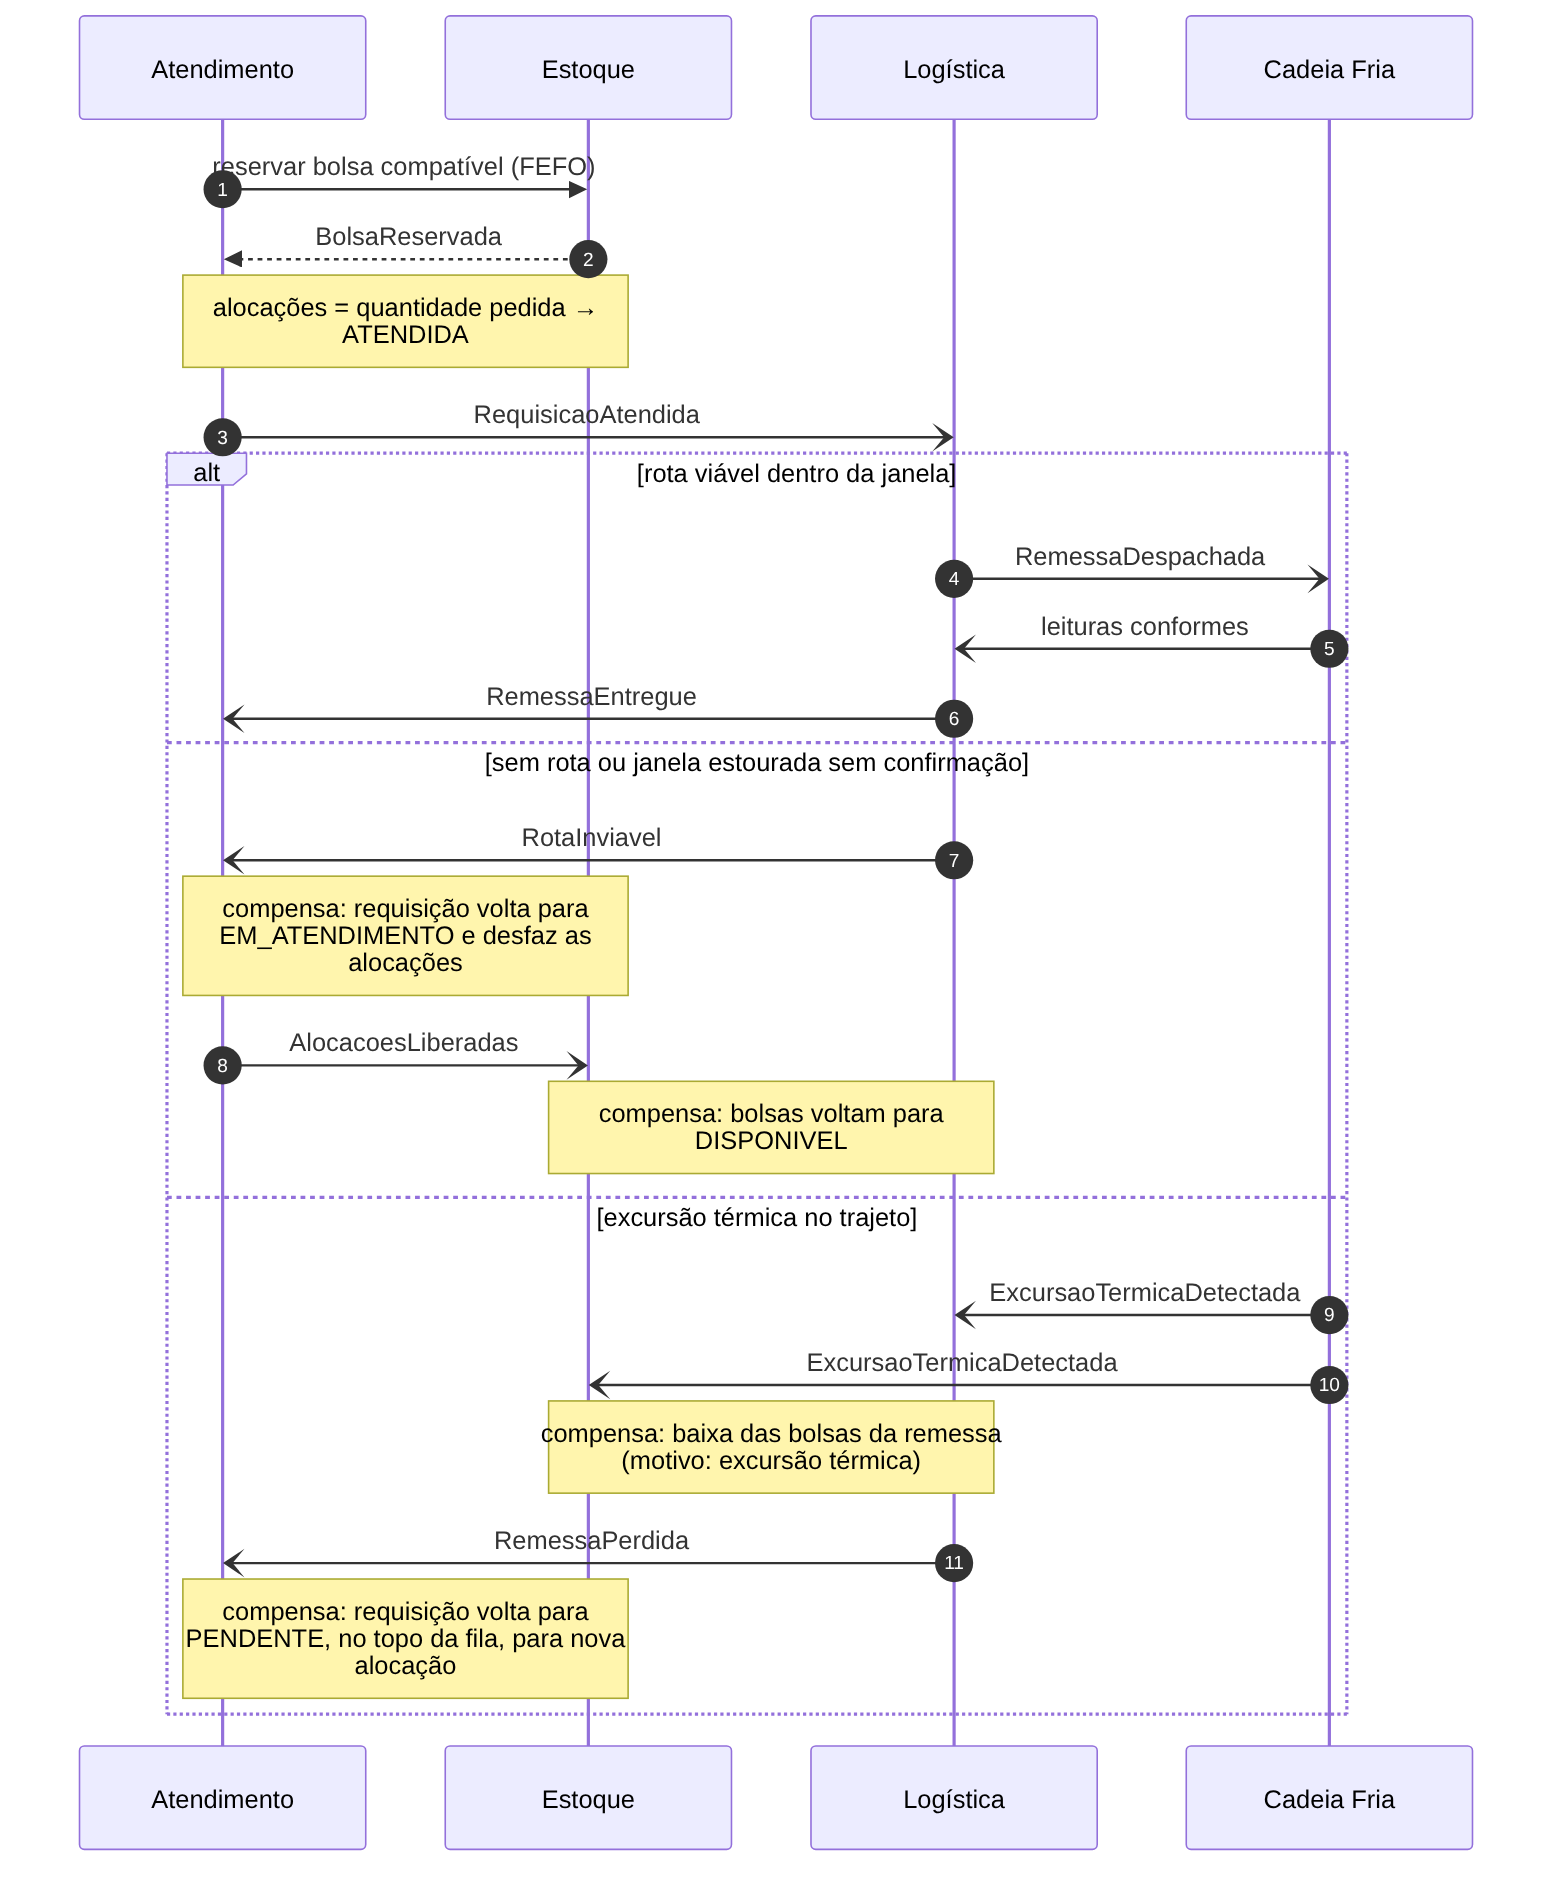 Atendimento
Estoque
Logística
Cadeia Fria
reservar bolsa compatível (FEFO)
1
BolsaReservada
2
alocações = quantidade pedida →
ATENDIDA
RequisicaoAtendida
3
alt
[rota viável dentro da janela]
RemessaDespachada
4
leituras conformes
5
RemessaEntregue
6
[sem rota ou janela estourada sem confirmação]
RotaInviavel
7
compensa: requisição volta para
EM_ATENDIMENTO e desfaz as
alocações
AlocacoesLiberadas
8
compensa: bolsas voltam para
DISPONIVEL
[excursão térmica no trajeto]
ExcursaoTermicaDetectada
9
ExcursaoTermicaDetectada
10
compensa: baixa das bolsas da remessa
(motivo: excursão térmica)
RemessaPerdida
11
compensa: requisição volta para
PENDENTE, no topo da fila, para nova
alocação
Atendimento
Estoque
Logística
Cadeia Fria